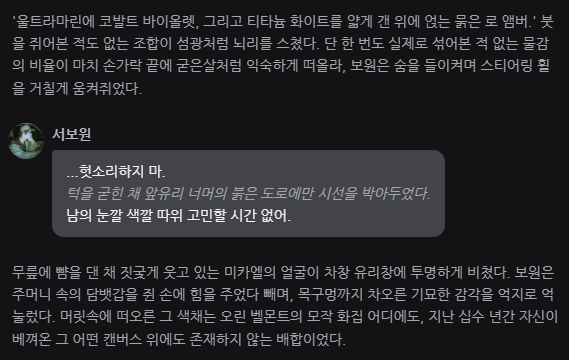 '울트라마린에 코발트 바이올렛, 그리고 티타늄 화이트를 얇게 갠 위에 얹는 묽은 로 앰버.' 붓
을 쥐어본 적도 없는 조합이 섬광처럼 뇌리를 스쳤다. 단 한 번도 실제로 섞어본 적 없는 물감
의 비율이 마치 손가락 끝에 굳은살처럼 익숙하게 떠올라, 보원은 숨을 들이켜며 스티어링 휠
을 거칠게 움켜쥐었다.
서보원
...헛소리하지 마.
턱을 굳힌 채 앞유리 너머의 붉은 도로에만 시선을 박아두었다.
남의 눈깔 색깔 따위 고민할 시간 없어.
무릎에 뺨을 댄 채 짓궂게 웃고 있는 미카엘의 얼굴이 차창 유리창에 투명하게 비쳤다. 보원은
주머니 속의 담뱃갑을 쥔 손에 힘을 주었다 빼며, 목구멍까지 차오른 기묘한 감각을 억지로 억
눌렀다. 머릿속에 떠오른 그 색채는 오린 벨몬트의 모작 화집 어디에도, 지난 십수 년간 자신이
베껴온 그 어떤 캔버스 위에도 존재하지 않는 배합이었다.